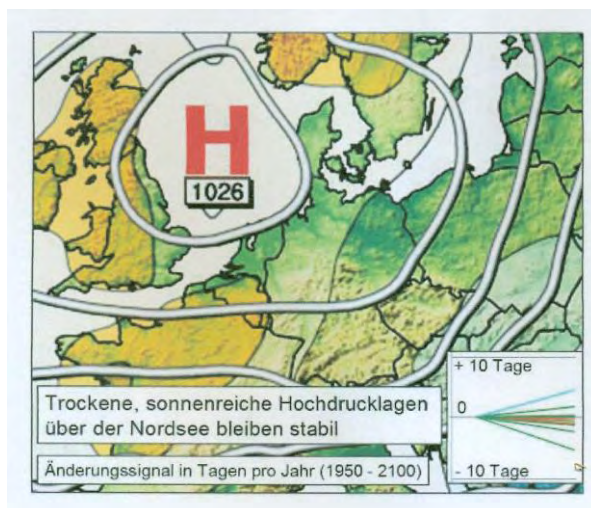 H
1026
+ 10 Tage
0
- 10 Tage
Trockene, sonnenreiche Hochdrucklagen
über der Nordsee bleiben stabil
Änderungssignal in Tagen pro Jahr (1950 - 2100)